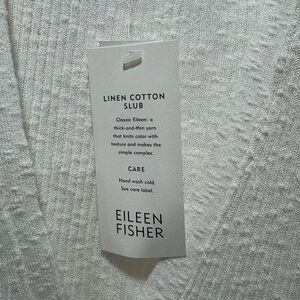 LINEN COTTON
SLUB
Classic Eileen: a
thick-and-thin yarn
that knits color with
texture and makes the
simple complex.
CARE
Hand wash cold.
See care label.
EILEEN
FISHER